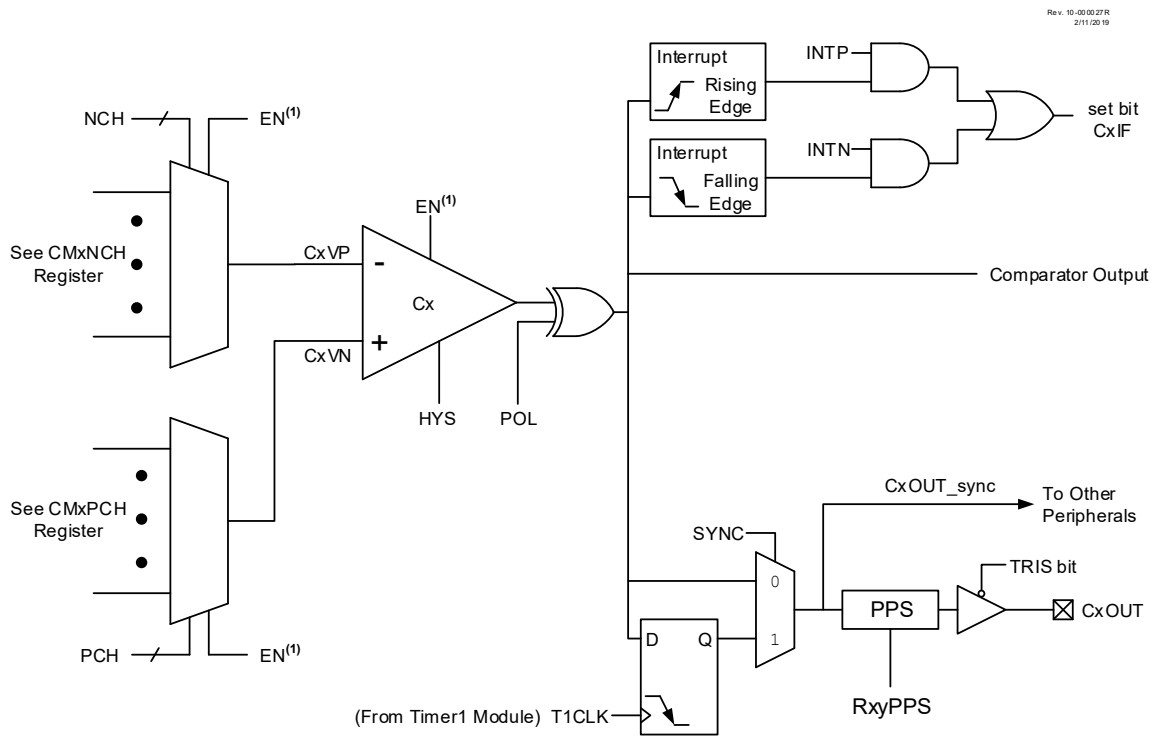 Rev. 10-000027R
2/11/2019
Interrupt
Rising
Edge
INTP
set bit
CxIF
Interrupt
Falling
Edge
INTN
NCH
EN(1)
See CMxNCH
Register
CxVP
EN(1)
-
Cx
+
CxVN
HYS
POL
Comparator Output
See CMxPCH
Register
PCH
EN(1)
CxOUT_sync
To Other
Peripherals
SYNC
0
1
TRIS bit
PPS
CxOUT
RxyPPS
D
Q
(From Timer1 Module) T1CLK